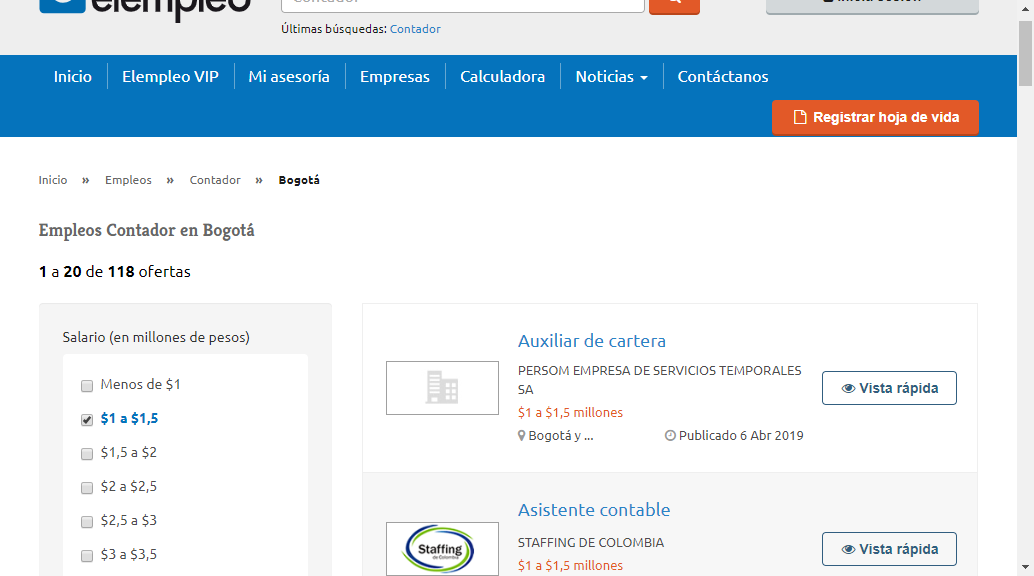 elempleo
Contador
Inicia sesión
Últimas búsquedas: Contador
Inicio
Elempleo VIP
Mi asesoría
Empresas
Calculadora
Noticias
Contáctanos
Registrar hoja de vida
Inicio » Empleos » Contador » Bogotá
Empleos Contador en Bogotá
1 a 20 de 118 ofertas
Salario (en millones de pesos)
Menos de $1
$1 a $1,5
$1,5 a $2
$2 a $2,5
$2,5 a $3
$3 a $3,5
Auxiliar de cartera
PERSOM EMPRESA DE SERVICIOS TEMPORALES
SA
$1 a $1,5 millones
Bogotá y ...
Publicado 6 Abr 2019
Vista rápida
Staffing
de Colombia
Asistente contable
STAFFING DE COLOMBIA
$1 a $1,5 millones
Vista rápida